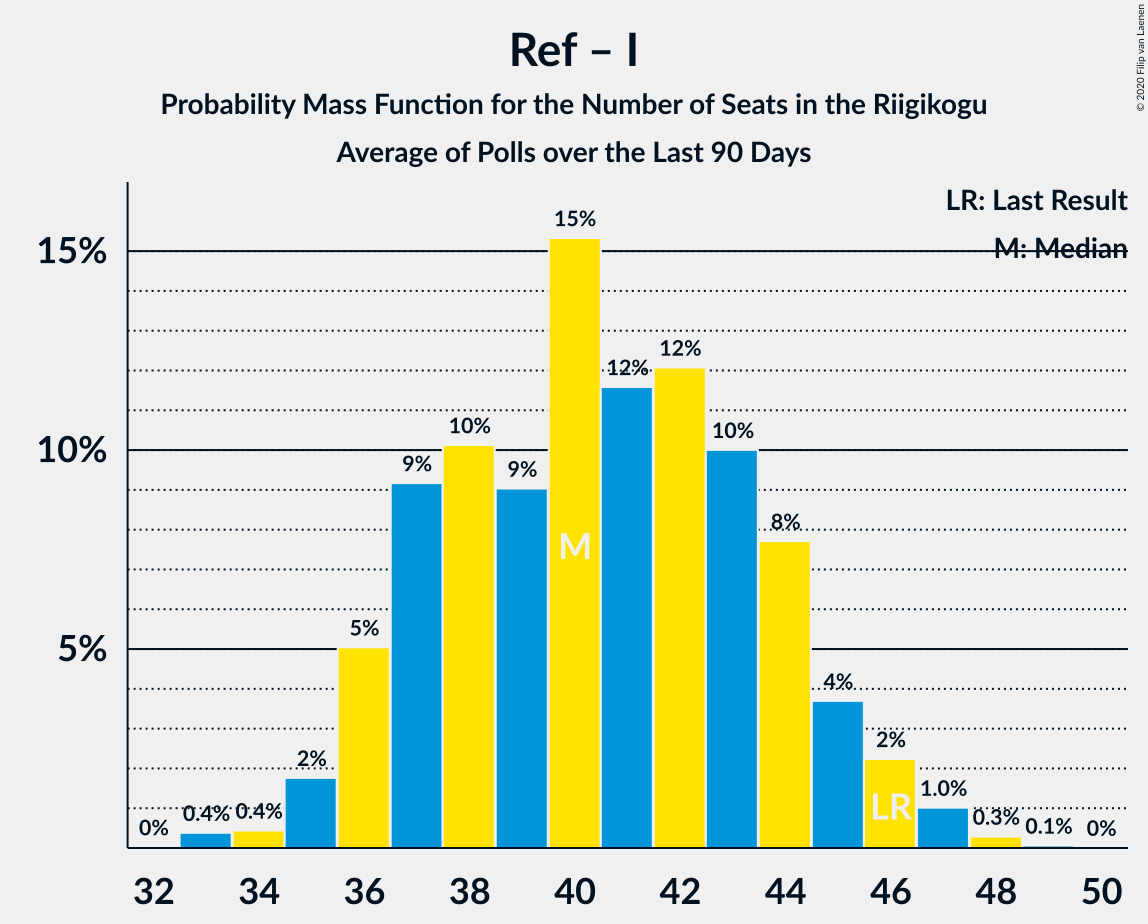 Ref – I
Probability Mass Function for the Number of Seats in the Riigikogu
Average of Polls over the Last 90 Days
© 2020 Filip van Laenen
LR: Last Result
M: Median
15%
10%
5%
0%
0.4%
0.4%
2%
5%
9%
10%
9%
15%
12%
12%
10%
8%
4%
2%
1.0%
0.3%
0.1%
0%
M
LR
32 34 36 38 40 42 44 46 48 50